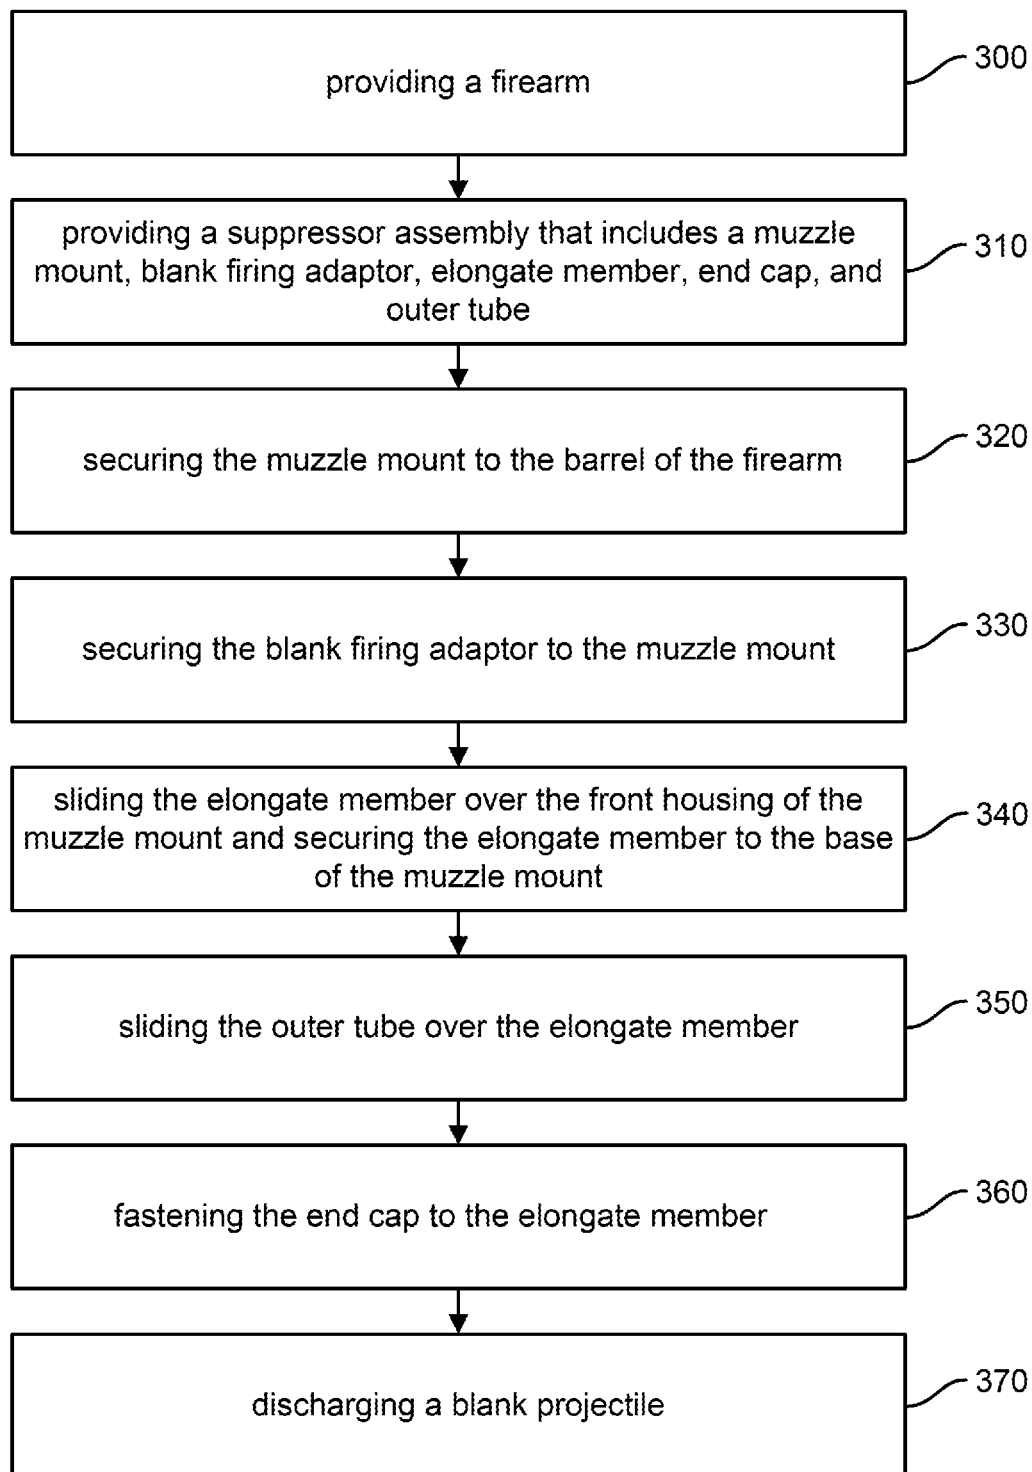 providing a firearm
300
providing a suppressor assembly that includes a muzzle
mount, blank firing adaptor, elongate member, end cap, and
outer tube
310
securing the muzzle mount to the barrel of the firearm
320
securing the blank firing adaptor to the muzzle mount
330
sliding the elongate member over the front housing of the
muzzle mount and securing the elongate member to the base
of the muzzle mount
340
sliding the outer tube over the elongate member
350
fastening the end cap to the elongate member
360
discharging a blank projectile
370